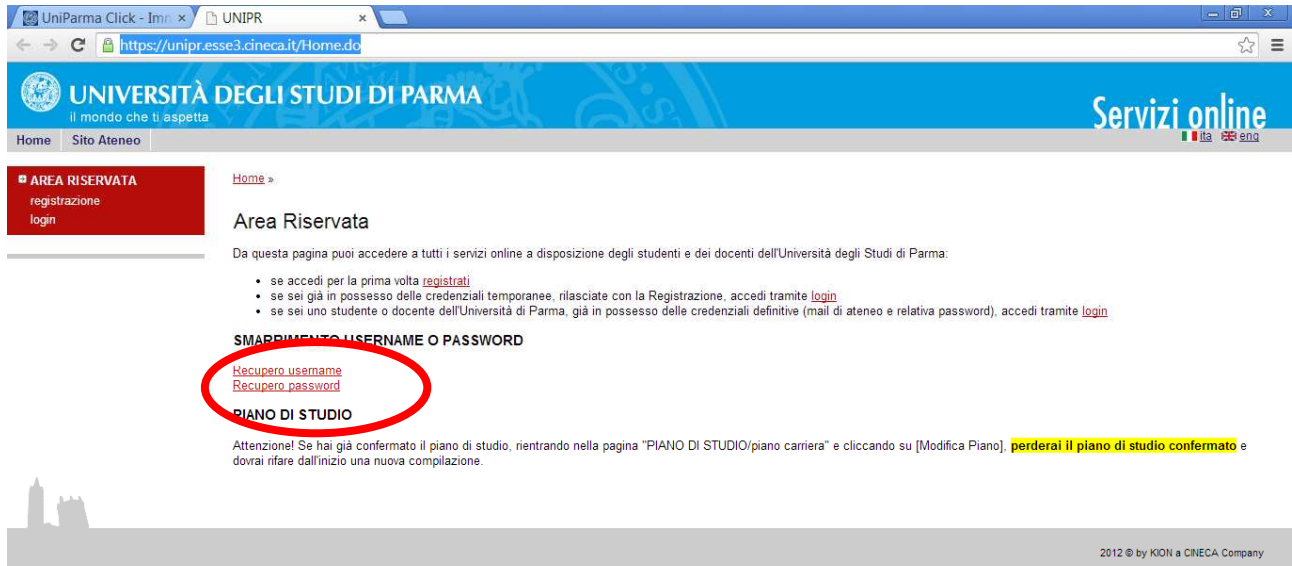 UniParma Click - Imn
UNIPR
https://unipr.esse3.cineca.it/Home.do
UNIVERSITÀ DEGLI STUDI DI PARMA
il mondo che ti aspetta
Servizi online
Home Sito Ateneo
ita eng
AREA RISERVATA
registrazione
login
Home »
Area Riservata
Da questa pagina puoi accedere a tutti i servizi online a disposizione degli studenti e dei docenti dell'Università degli Studi di Parma:
• se accedi per la prima volta registrati
• se sei già in possesso delle credenziali temporanee, rilasciate con la Registrazione, accedi tramite login
• se sei uno studente o docente dell'Università di Parma, già in possesso delle credenziali definitive (mail di ateneo e relativa password), accedi tramite login
SMARRIMENTO USERNAME O PASSWORD
Recupero username
Recupero password
PIANO DI STUDIO
Attenzione! Se hai già confermato il piano di studio, rientrando nella pagina "PIANO DI STUDIO/piano carriera" e cliccando su [Modifica Piano], perderai il piano di studio confermato e
dovrai rifare dall'inizio una nuova compilazione.
2012 © by KION a CINECA Company